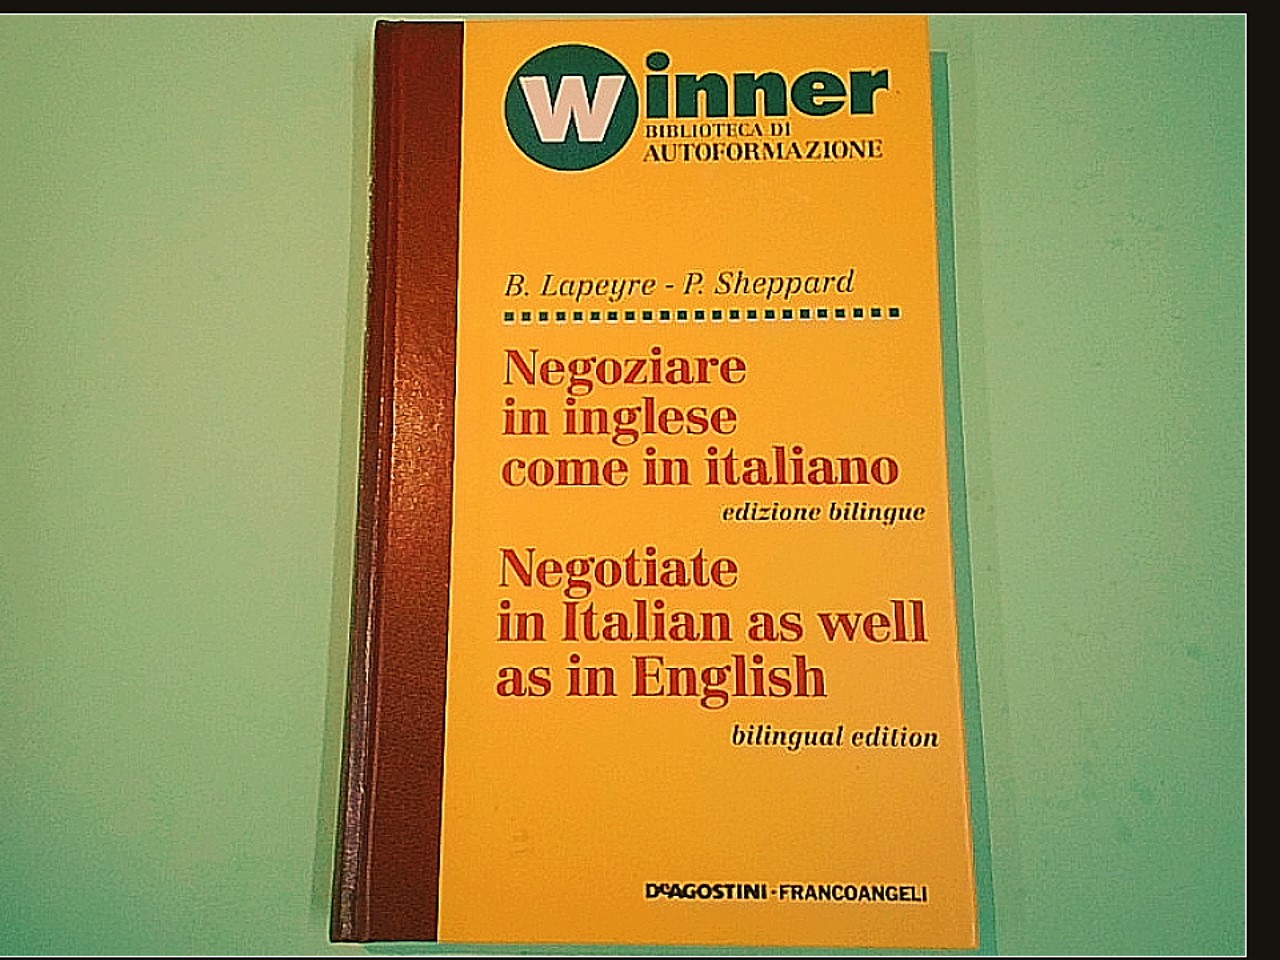 Winner
BIBLIOTECA DI
AUTOFORMAZIONE
B. Lapeyre - P. Sheppard
Negoziare
in inglese
come in italiano
edizione bilingue
Negotiate
in Italian as well
as in English
bilingual edition
DeAGOSTINI - FRANCOANGELI